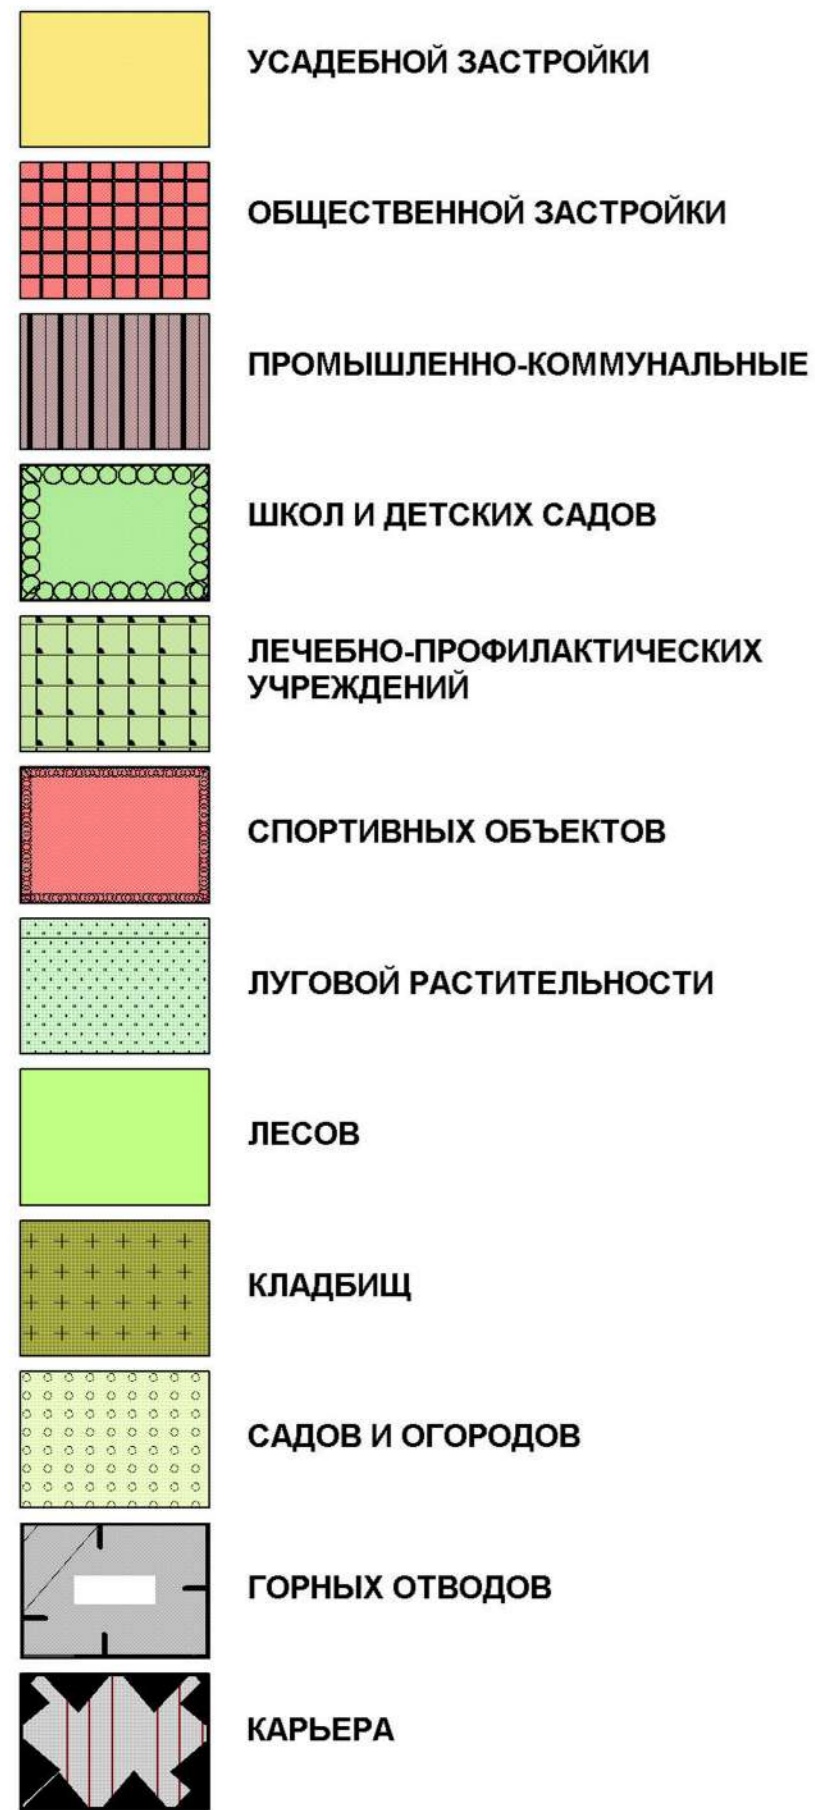 УСАДЕБНОЙ ЗАСТРОЙКИ
ОБЩЕСТВЕННОЙ ЗАСТРОЙКИ
ПРОМЫШЛЕННО-КОММУНАЛЬНЫЕ
ШКОЛ И ДЕТСКИХ САДОВ
ЛЕЧЕБНО-ПРОФИЛАКТИЧЕСКИХ
УЧРЕЖДЕНИЙ
СПОРТИВНЫХ ОБЪЕКТОВ
ЛУГОВОЙ РАСТИТЕЛЬНОСТИ
ЛЕСОВ
КЛАДБИЩ
САДОВ И ОГОРОДОВ
ГОРНЫХ ОТВОДОВ
КАРЬЕРА